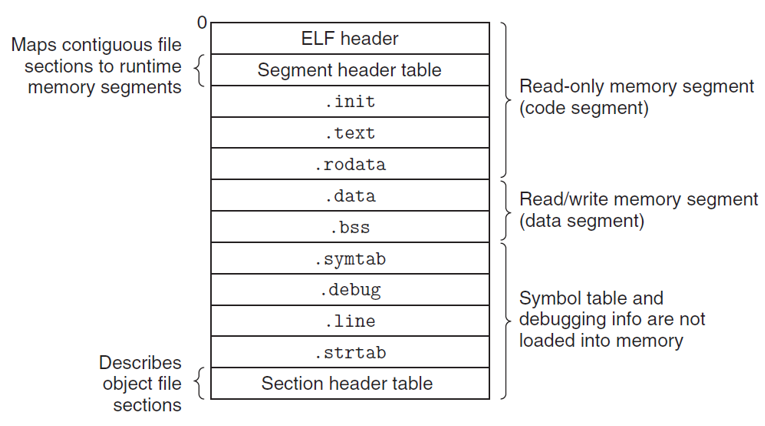 0
ELF header
Maps contiguous file
sections to runtime
memory segments
Segment header table
.init
.text
.rodata
Read-only memory segment
(code segment)
.data
.bss
Read/write memory segment
(data segment)
.symtab
.debug
.line
.strtab
Symbol table and
debugging info are not
loaded into memory
Describes
object file
sections
Section header table